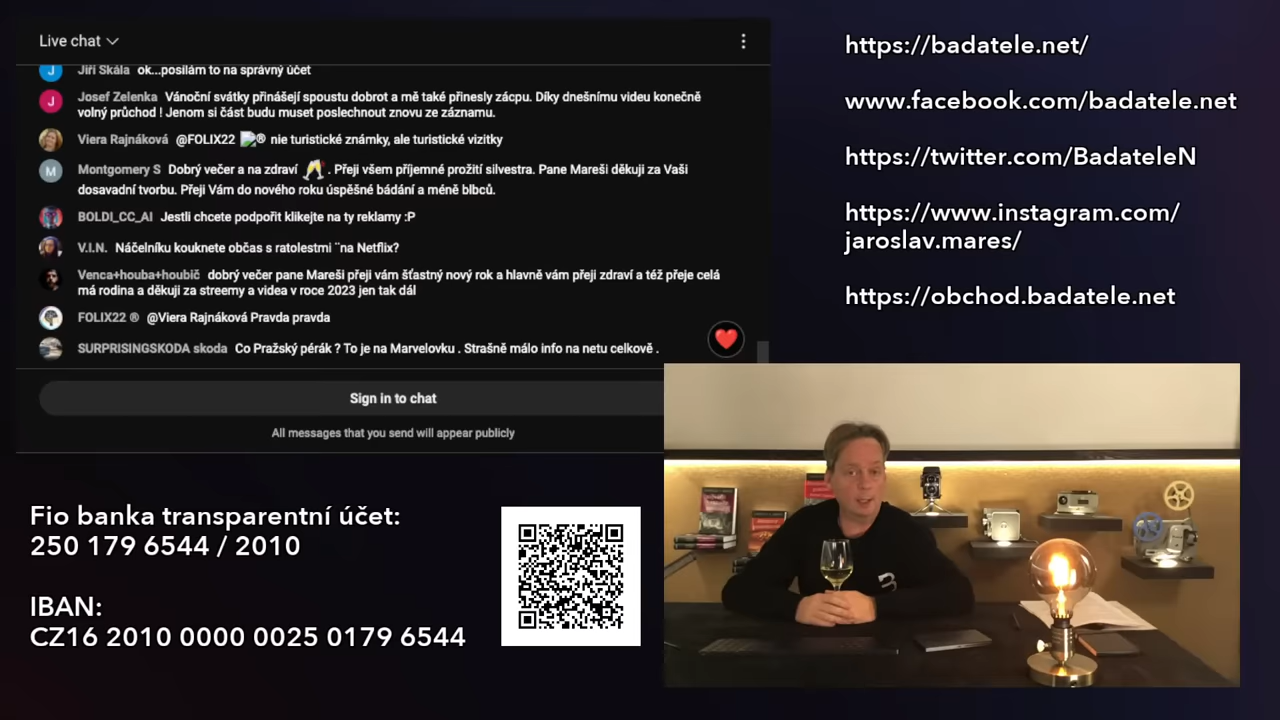 Live chat
Jiří Skála ok...posílám to na správný účet
Josef Zelenka Vánoční svátky přinášejí spoustu dobrot a mě také přinesly zácpu. Díky dnešnímu videu konečně
volný průchod ! Jenom si část budu muset poslechnout znovu ze záznamu.
Viera Rajnáková @FOLIX22 ® nie turistické známky, ale turistické vizitky
Montgomery S Dobrý večer a na zdraví 🥂 . Přeji všem příjemné prožití silvestra. Pane Mareši děkuji za Vaši
dosavadní tvorbu. Přeji Vám do nového roku úspěšné bádání a méně blbců.
BOLDI_CC_AI Jestli chcete podpořit klikejte na ty reklamy :P
V.I.N. Náčelníku kouknete občas s ratolestmi ¨na Netflix?
Venca+houba+houbič dobrý večer pane Mareši přeji vám šťastný nový rok a hlavně vám přeji zdraví a též přeje celá
má rodina a děkuji za streemy a videa v roce 2023 jen tak dál
FOLIX22 ® @Viera Rajnáková Pravda pravda
SURPRISINGSKODA skoda Co Pražský pérák ? To je na Marvelovku . Strašně málo info na netu celkově .
Sign in to chat
All messages that you send will appear publicly
https://badatele.net/
www.facebook.com/badatele.net
https://twitter.com/BadateleN
https://www.instagram.com/
jaroslav.mares/
https://obchod.badatele.net
Fio banka transparentní účet:
250 179 6544 / 2010
IBAN:
CZ16 2010 0000 0025 0179 6544